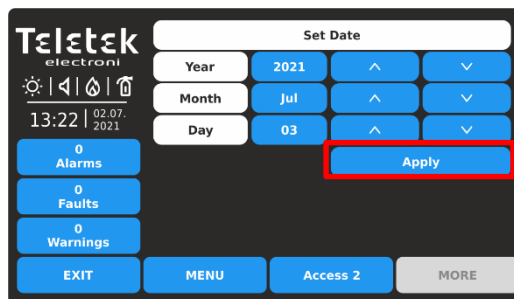 Teletek
electroni
13:22 02.07.
2021
0
Alarms
0
Faults
0
Warnings
Set Date
Year 2021
Month Jul
Day 03
Apply
EXIT MENU Access 2 MORE